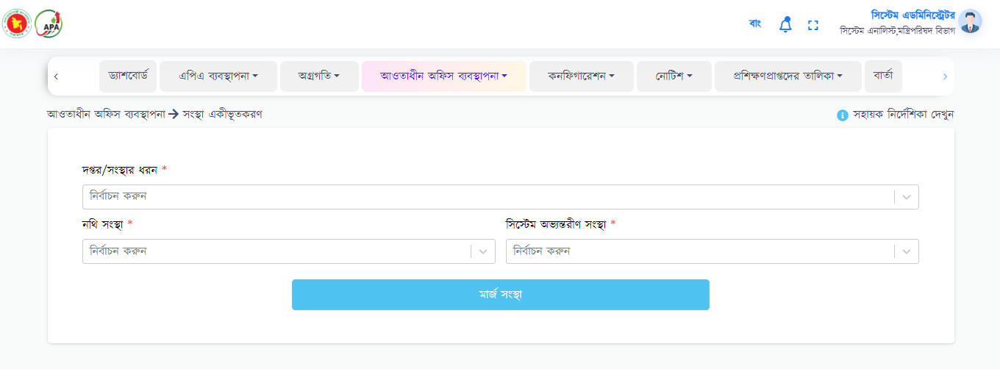 APA
বাং
সিস্টেম এডমিনিস্ট্রেটর
সিস্টেম এনালিস্ট,মন্ত্রিপরিষদ বিভাগ
ড্যাশবোর্ড এপিএ ব্যবস্থাপনা অগ্রগতি আওতাধীন অফিস ব্যবস্থাপনা কনফিগারেশন নোটিশ প্রশিক্ষণপ্রাপ্তদের তালিকা বার্তা
আওতাধীন অফিস ব্যবস্থাপনা → সংস্থা একীভূতকরণ
সহায়ক নির্দেশিকা দেখুন
দপ্তর/সংস্থার ধরন *
নির্বাচন করুন
নথি সংস্থা * সিস্টেম অভ্যন্তরীণ সংস্থা *
নির্বাচন করুন নির্বাচন করুন
মার্জ সংস্থা